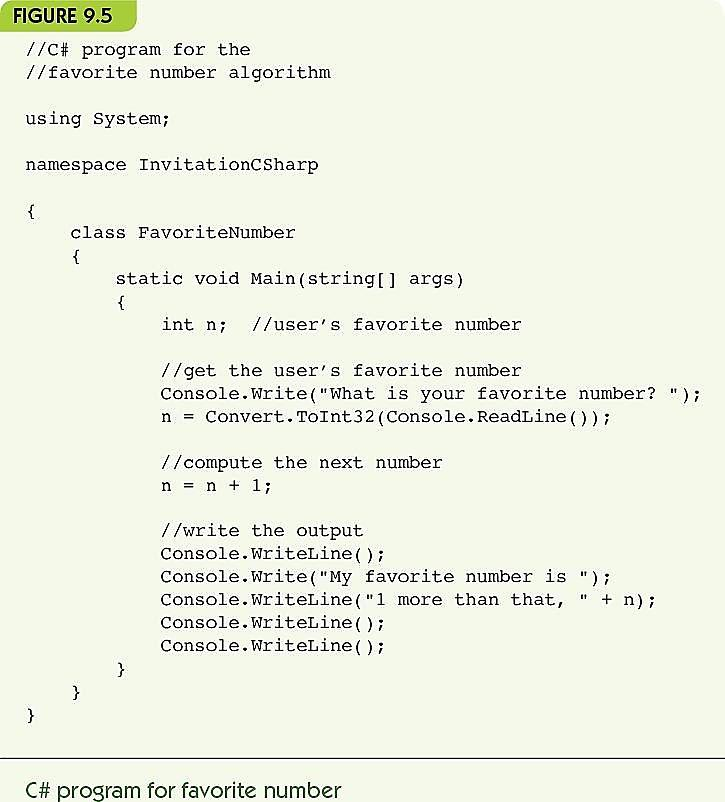 FIGURE 9.5
//C# program for the
//favorite number algorithm
using System;
namespace InvitationCSharp
{
class FavoriteNumber
{
static void Main(string[] args)
{
int n;  //user’s favorite number
//get the user’s favorite number
Console.Write("What is your favorite number? ");
n = Convert.ToInt32(Console.ReadLine());
//compute the next number
n = n + 1;
//write the output
Console.WriteLine();
Console.Write("My favorite number is ");
Console.WriteLine("1 more than that, " + n);
Console.WriteLine();
Console.WriteLine();
}
}
}
C# program for favorite number